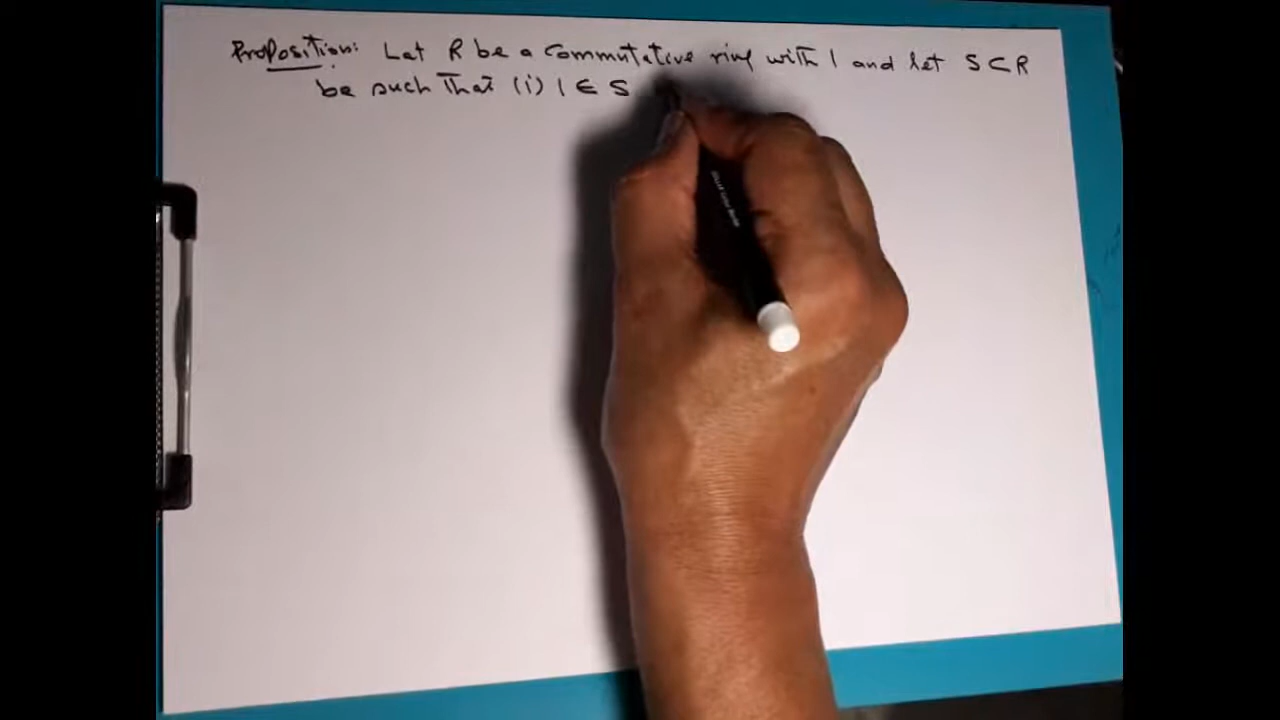 Proposition: Let R be a commutative ring with 1 and let S ⊂ R
be such that (i) 1 ∈ S